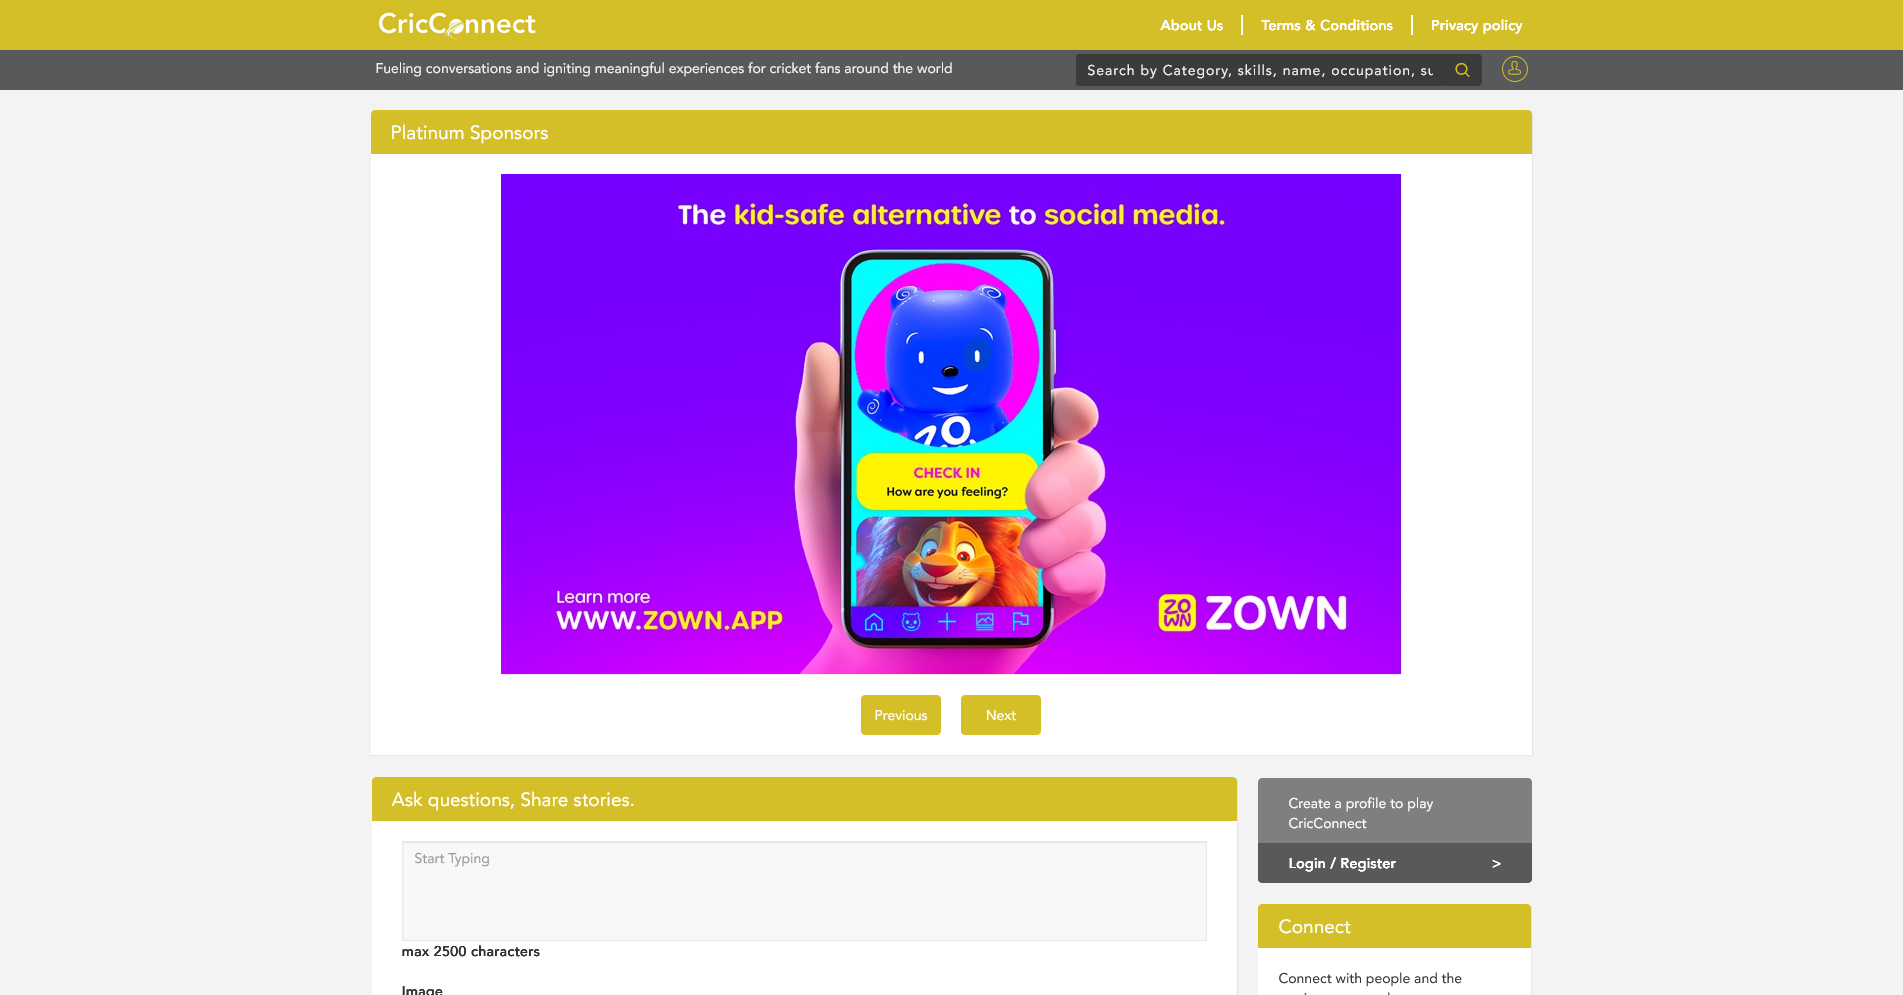 CricConnect
About Us
Terms & Conditions
Privacy policy
Fueling conversations and igniting meaningful experiences for cricket fans around the world
Search by Category, skills, name, occupation, su
Platinum Sponsors
The kid-safe alternative to social media.
ZO
CHECK IN
How are you feeling?
Learn more
WWW.ZOWN.APP
ZO
WN
ZOWN
Previous
Next
Ask questions, Share stories.
Start Typing
max 2500 characters
Image
Create a profile to play
CricConnect
Login / Register >
Connect
Connect with people and the